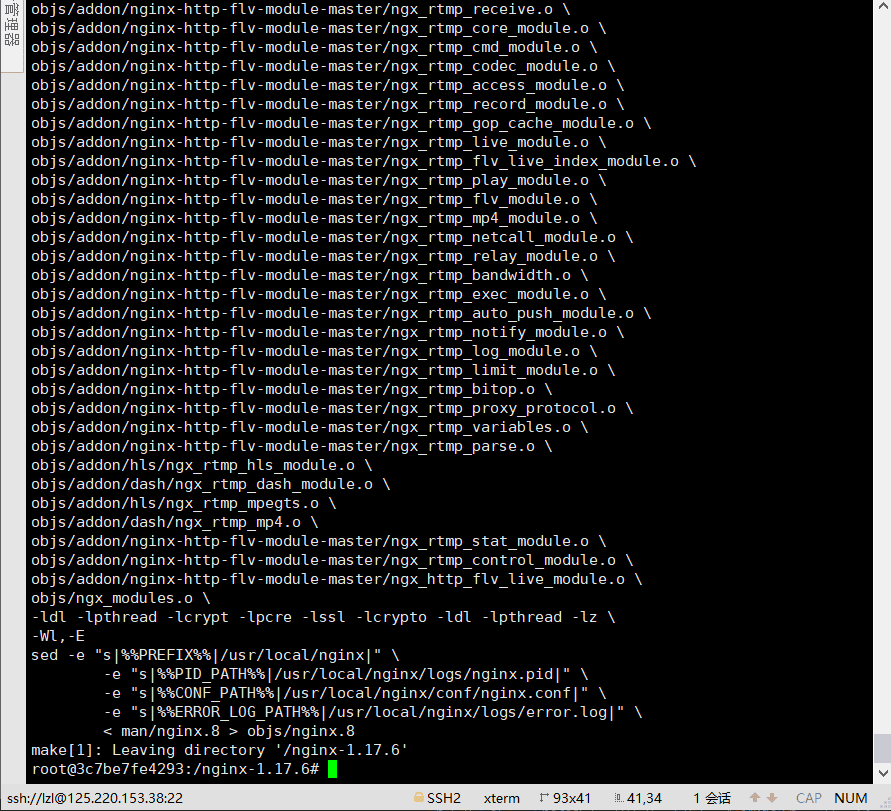 管理器
objs/addon/nginx-http-flv-module-master/ngx_rtmp_receive.o \
objs/addon/nginx-http-flv-module-master/ngx_rtmp_core_module.o \
objs/addon/nginx-http-flv-module-master/ngx_rtmp_cmd_module.o \
objs/addon/nginx-http-flv-module-master/ngx_rtmp_codec_module.o \
objs/addon/nginx-http-flv-module-master/ngx_rtmp_access_module.o \
objs/addon/nginx-http-flv-module-master/ngx_rtmp_record_module.o \
objs/addon/nginx-http-flv-module-master/ngx_rtmp_gop_cache_module.o \
objs/addon/nginx-http-flv-module-master/ngx_rtmp_live_module.o \
objs/addon/nginx-http-flv-module-master/ngx_rtmp_flv_live_index_module.o \
objs/addon/nginx-http-flv-module-master/ngx_rtmp_play_module.o \
objs/addon/nginx-http-flv-module-master/ngx_rtmp_flv_module.o \
objs/addon/nginx-http-flv-module-master/ngx_rtmp_mp4_module.o \
objs/addon/nginx-http-flv-module-master/ngx_rtmp_netcall_module.o \
objs/addon/nginx-http-flv-module-master/ngx_rtmp_relay_module.o \
objs/addon/nginx-http-flv-module-master/ngx_rtmp_bandwidth.o \
objs/addon/nginx-http-flv-module-master/ngx_rtmp_exec_module.o \
objs/addon/nginx-http-flv-module-master/ngx_rtmp_auto_push_module.o \
objs/addon/nginx-http-flv-module-master/ngx_rtmp_notify_module.o \
objs/addon/nginx-http-flv-module-master/ngx_rtmp_log_module.o \
objs/addon/nginx-http-flv-module-master/ngx_rtmp_limit_module.o \
objs/addon/nginx-http-flv-module-master/ngx_rtmp_bitop.o \
objs/addon/nginx-http-flv-module-master/ngx_rtmp_proxy_protocol.o \
objs/addon/nginx-http-flv-module-master/ngx_rtmp_variables.o \
objs/addon/nginx-http-flv-module-master/ngx_rtmp_parse.o \
objs/addon/hls/ngx_rtmp_hls_module.o \
objs/addon/dash/ngx_rtmp_dash_module.o \
objs/addon/hls/ngx_rtmp_mpegts.o \
objs/addon/dash/ngx_rtmp_mp4.o \
objs/addon/nginx-http-flv-module-master/ngx_rtmp_stat_module.o \
objs/addon/nginx-http-flv-module-master/ngx_rtmp_control_module.o \
objs/addon/nginx-http-flv-module-master/ngx_http_flv_live_module.o \
objs/ngx_modules.o \
-ldl -lpthread -lcrypt -lpcre -lssl -lcrypto -ldl -lpthread -lz \
-Wl,-E
sed -e "s|%%PREFIX%%|/usr/local/nginx|" \
-e "s|%%PID_PATH%%|/usr/local/nginx/logs/nginx.pid|" \
-e "s|%%CONF_PATH%%|/usr/local/nginx/conf/nginx.conf|" \
-e "s|%%ERROR_LOG_PATH%%|/usr/local/nginx/logs/error.log|" \
< man/nginx.8 > objs/nginx.8
make[1]: Leaving directory '/nginx-1.17.6'
root@3c7be7fe4293:/nginx-1.17.6#
ssh://lzl@125.220.153.38:22 SSH2 xterm 93x41 41,34 1 会话 CAP NUM